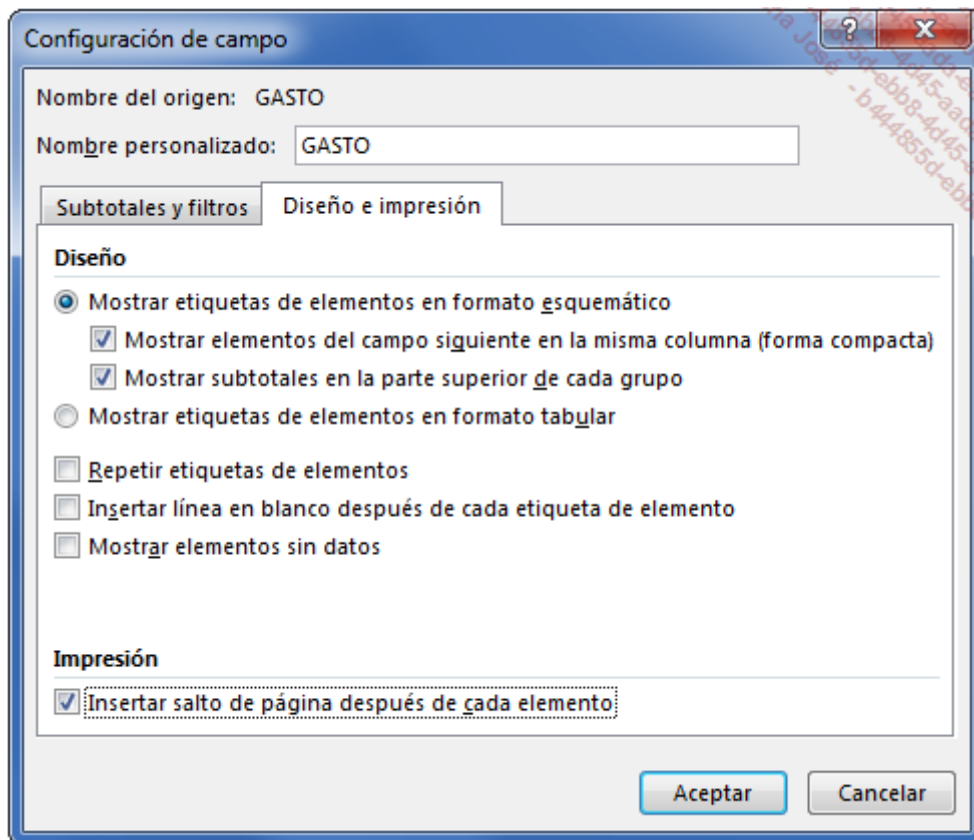 Configuración de campo
Nombre del origen: GASTO
Nombre personalizado: GASTO
Subtotales y filtros
Diseño e impresión
Diseño
Mostrar etiquetas de elementos en formato esquemático
Mostrar elementos del campo siguiente en la misma columna (forma compacta)
Mostrar subtotales en la parte superior de cada grupo
Mostrar etiquetas de elementos en formato tabular
Repetir etiquetas de elementos
Insertar línea en blanco después de cada etiqueta de elemento
Mostrar elementos sin datos
Impresión
Insertar salto de página después de cada elemento
Aceptar
Cancelar